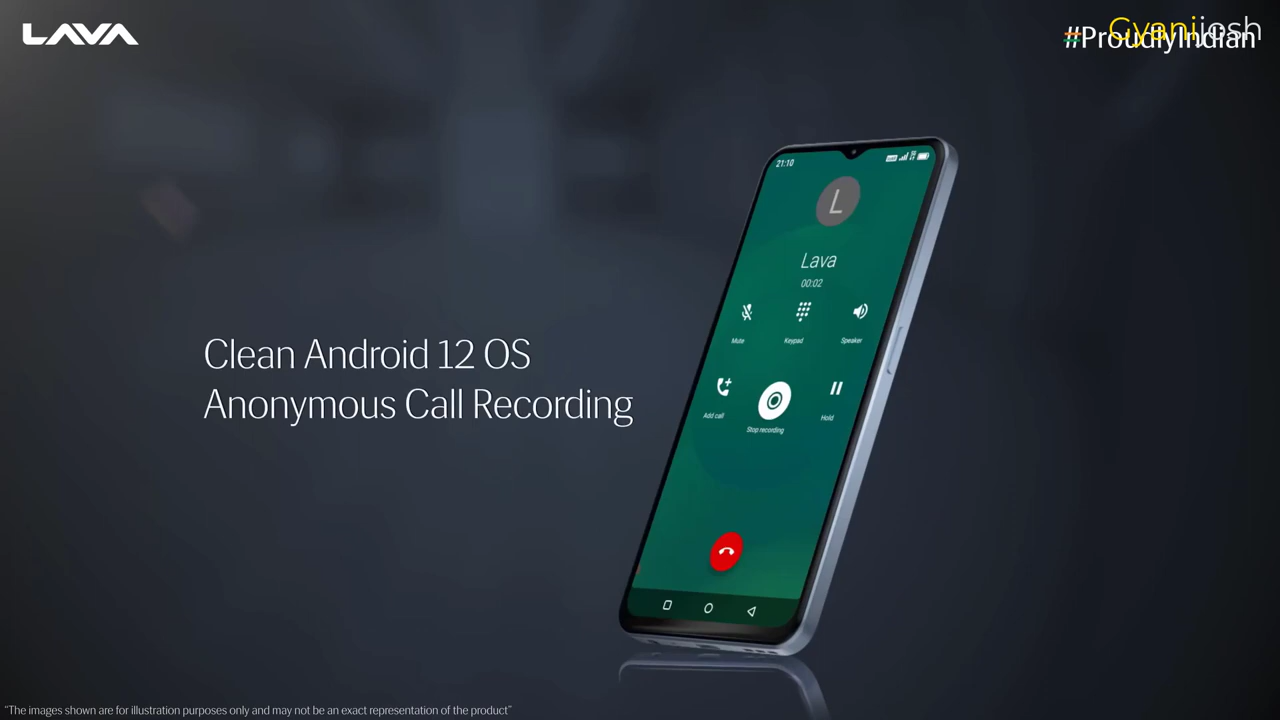 LAVA
Gyanijosh
#ProudlyIndian
21:10
L
Lava
00:02
Mute
Keypad
Speaker
Add call
Stop recording
Hold
Clean Android 12 OS
Anonymous Call Recording
"The images shown are for illustration purposes only and may not be an exact representation of the product"